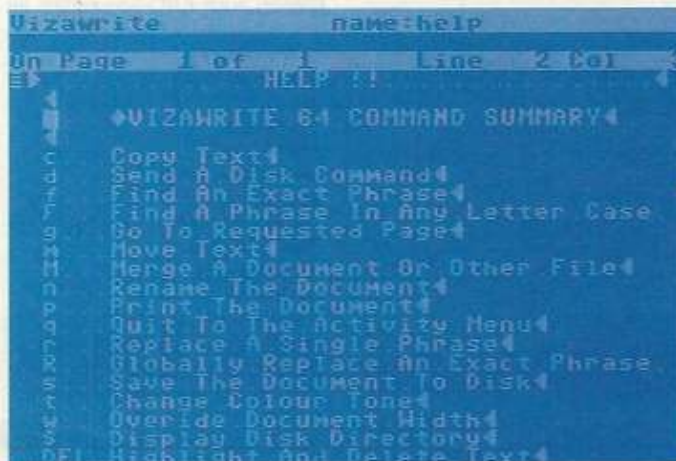 Vizawrite name:help
On Page 1 of 1 Line 2 Col
HELP !!
VIZAWRITE 64 COMMAND SUMMARY
c Copy Text
d Send A Disk Command
f Find An Exact Phrase
F Find A Phrase In Any Letter Case
g Go To Requested Page
m Move Text
M Merge A Document Or Other File
n Rename The Document
p Print The Document
q Quit To The Activity Menu
r Replace A Single Phrase
R Globally Replace An Exact Phrase
s Save The Document To Disk
t Change Colour Tone
w Overide Document Width
S Display Disk Directory
DEL Highlight And Delete Text